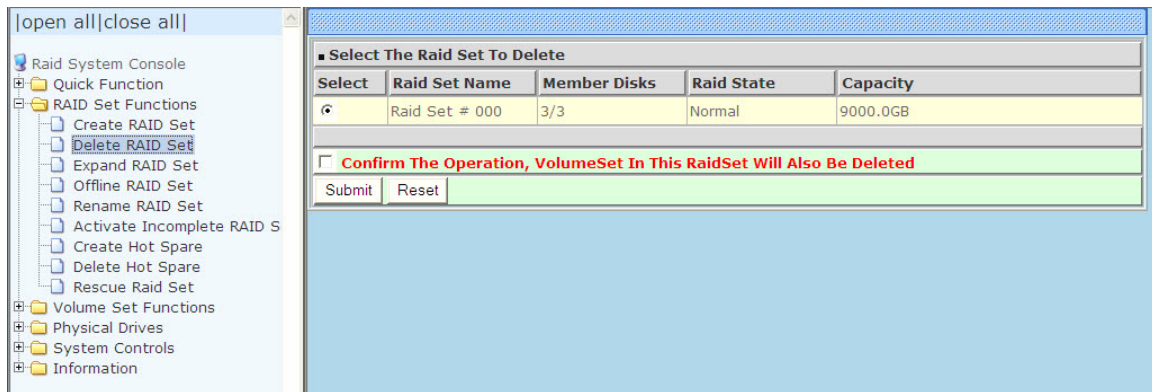 |open all|close all|
Raid System Console
Quick Function
RAID Set Functions
Create RAID Set
Delete RAID Set
Expand RAID Set
Offline RAID Set
Rename RAID Set
Activate Incomplete RAID S
Create Hot Spare
Delete Hot Spare
Rescue Raid Set
Volume Set Functions
Physical Drives
System Controls
Information
Select The Raid Set To Delete
Select Raid Set Name Member Disks Raid State Capacity
Raid Set # 000 3/3 Normal 9000.0GB
Confirm The Operation, VolumeSet In This RaidSet Will Also Be Deleted
Submit Reset